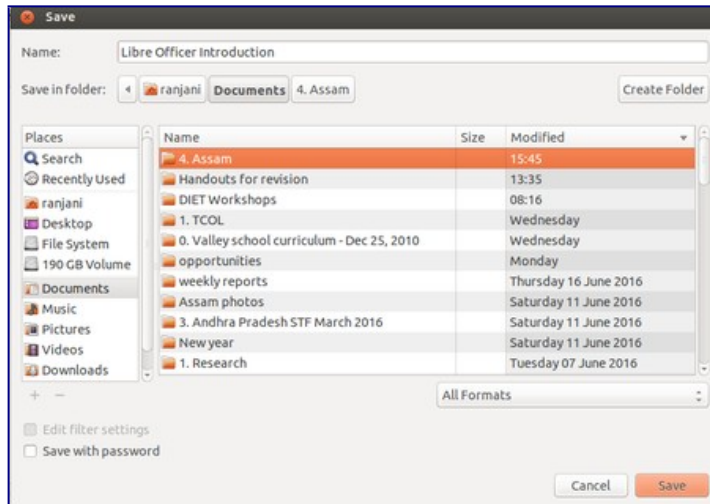 Save
Name: Libre Officer Introduction
Save in folder: ranjani Documents 4. Assam Create Folder
Places Name Size Modified
Search 4. Assam 15:45
Recently Used Handouts for revision 13:35
ranjani DIET Workshops 08:16
Desktop 1. TCOL Wednesday
File System 0. Valley school curriculum - Dec 25, 2010 Wednesday
190 GB Volume opportunities Monday
Documents weekly reports Thursday 16 June 2016
Music Assam photos Saturday 11 June 2016
Pictures 3. Andhra Pradesh STF March 2016 Saturday 11 June 2016
Videos New year Saturday 11 June 2016
Downloads 1. Research Tuesday 07 June 2016
All Formats
Edit filter settings
Save with password
Cancel Save